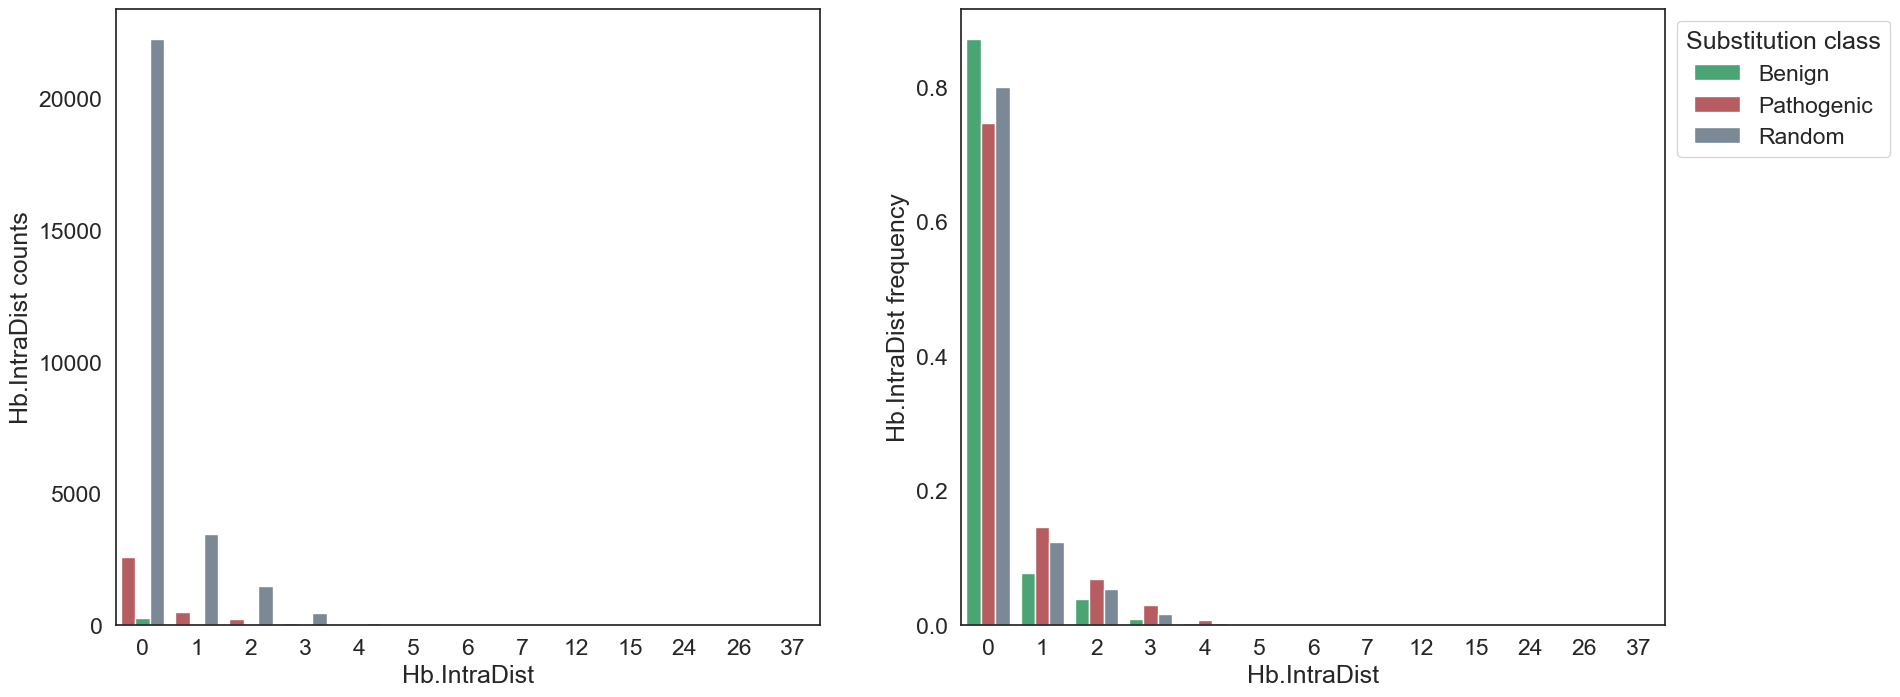 Hb.IntraDist counts
20000
15000
10000
5000
0
0 1 2 3 4 5 6 7 12 15 24 26 37
Hb.IntraDist
Hb.IntraDist frequency
0.8
0.6
0.4
0.2
0.0
0 1 2 3 4 5 6 7 12 15 24 26 37
Hb.IntraDist
Substitution class
Benign
Pathogenic
Random